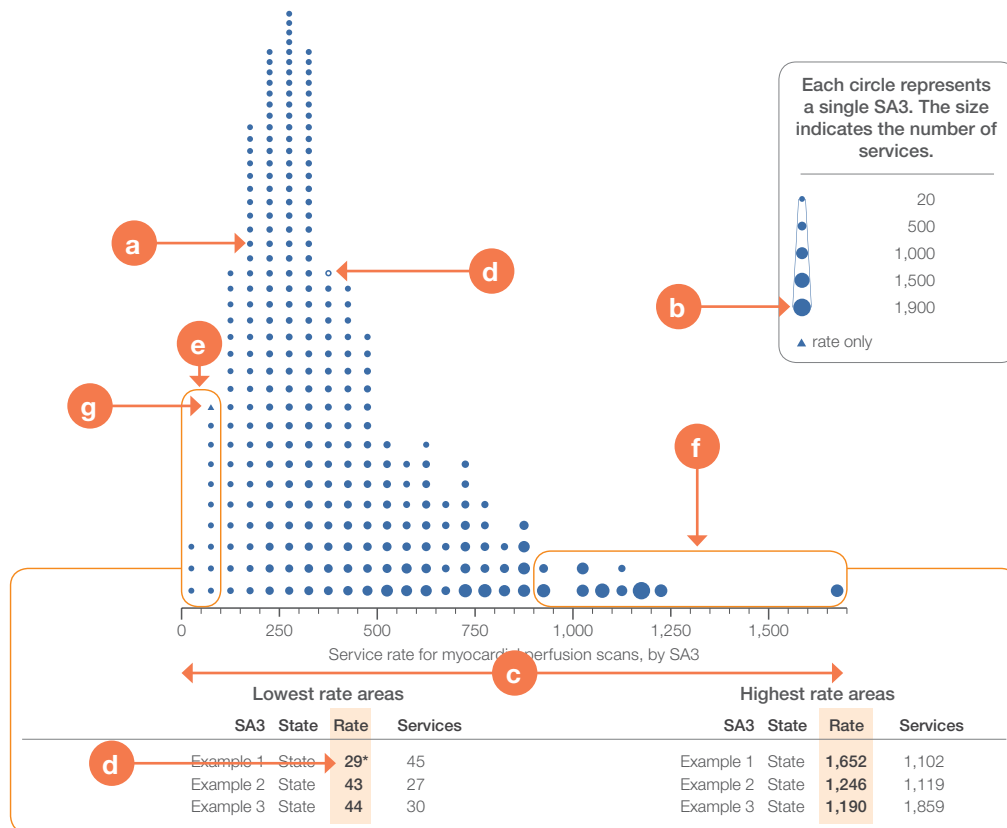 Each circle represents
a single SA3. The size
indicates the number of
services.
20
500
1,000
1,500
1,900
rate only
a
b
d
e
g
f
0 250 500 750 1,000 1,250 1,500
Service rate for myocardial perfusion scans, by SA3
c
Lowest rate areas
SA3 State Rate Services
Example 1 State 29* 45
Example 2 State 43 27
Example 3 State 44 30
d
Highest rate areas
SA3 State Rate Services
Example 1 State 1,652 1,102
Example 2 State 1,246 1,119
Example 3 State 1,190 1,859